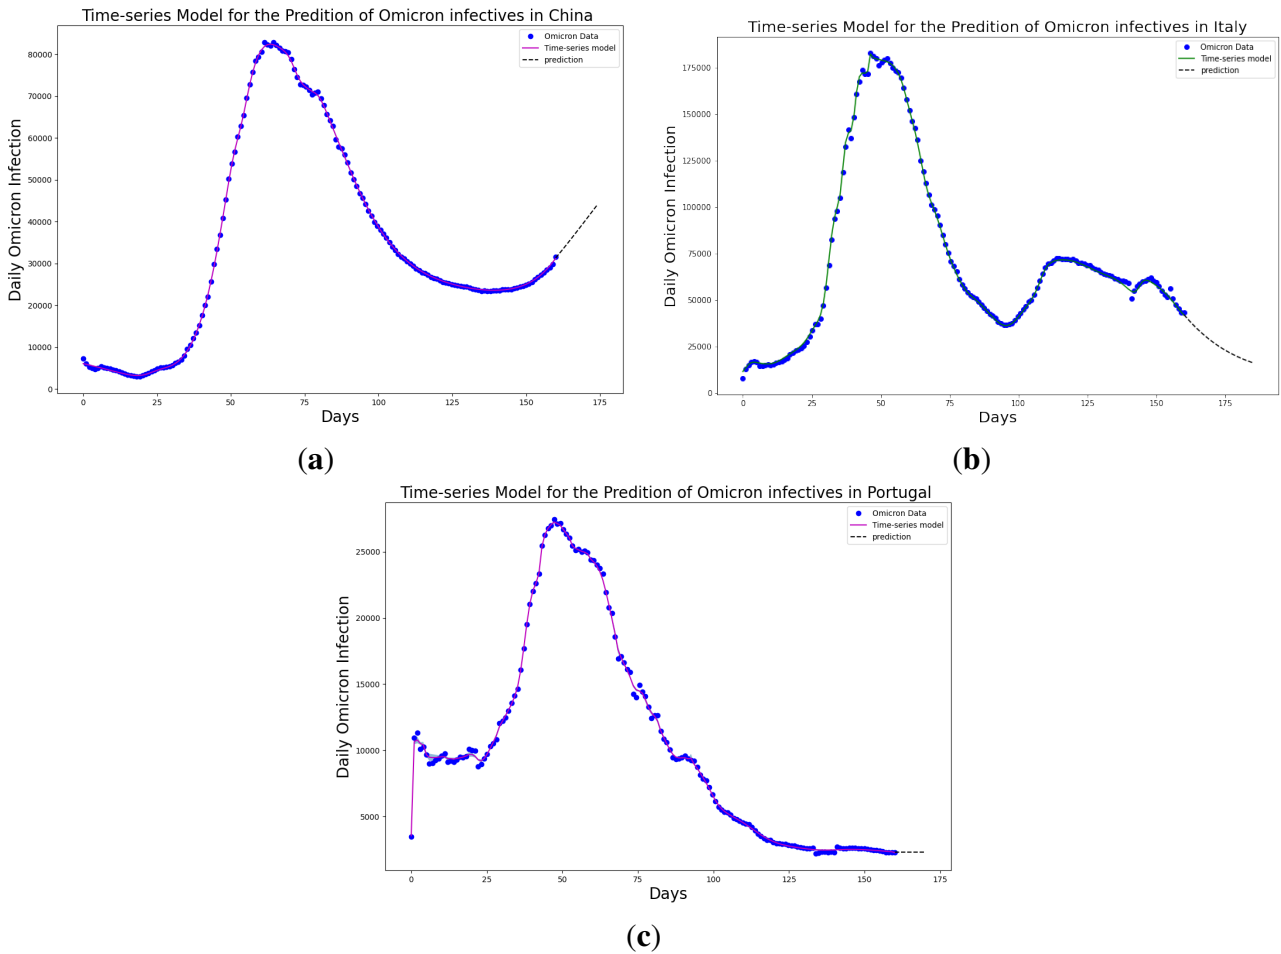 Time-series Model for the Predition of Omicron infectives in China
Daily Omicron Infection
80000
70000
60000
50000
40000
30000
20000
10000
0
Omicron Data
Time-series model
prediction
0 25 50 75 100 125 150 175
Days
(a)
Time-series Model for the Predition of Omicron infectives in Italy
Daily Omicron Infection
175000
150000
125000
100000
75000
50000
25000
0
Omicron Data
Time-series model
prediction
0 25 50 75 100 125 150 175
Days
(b)
Time-series Model for the Predition of Omicron infectives in Portugal
Daily Omicron Infection
25000
20000
15000
10000
5000
Omicron Data
Time-series model
prediction
0 25 50 75 100 125 150 175
Days
(c)